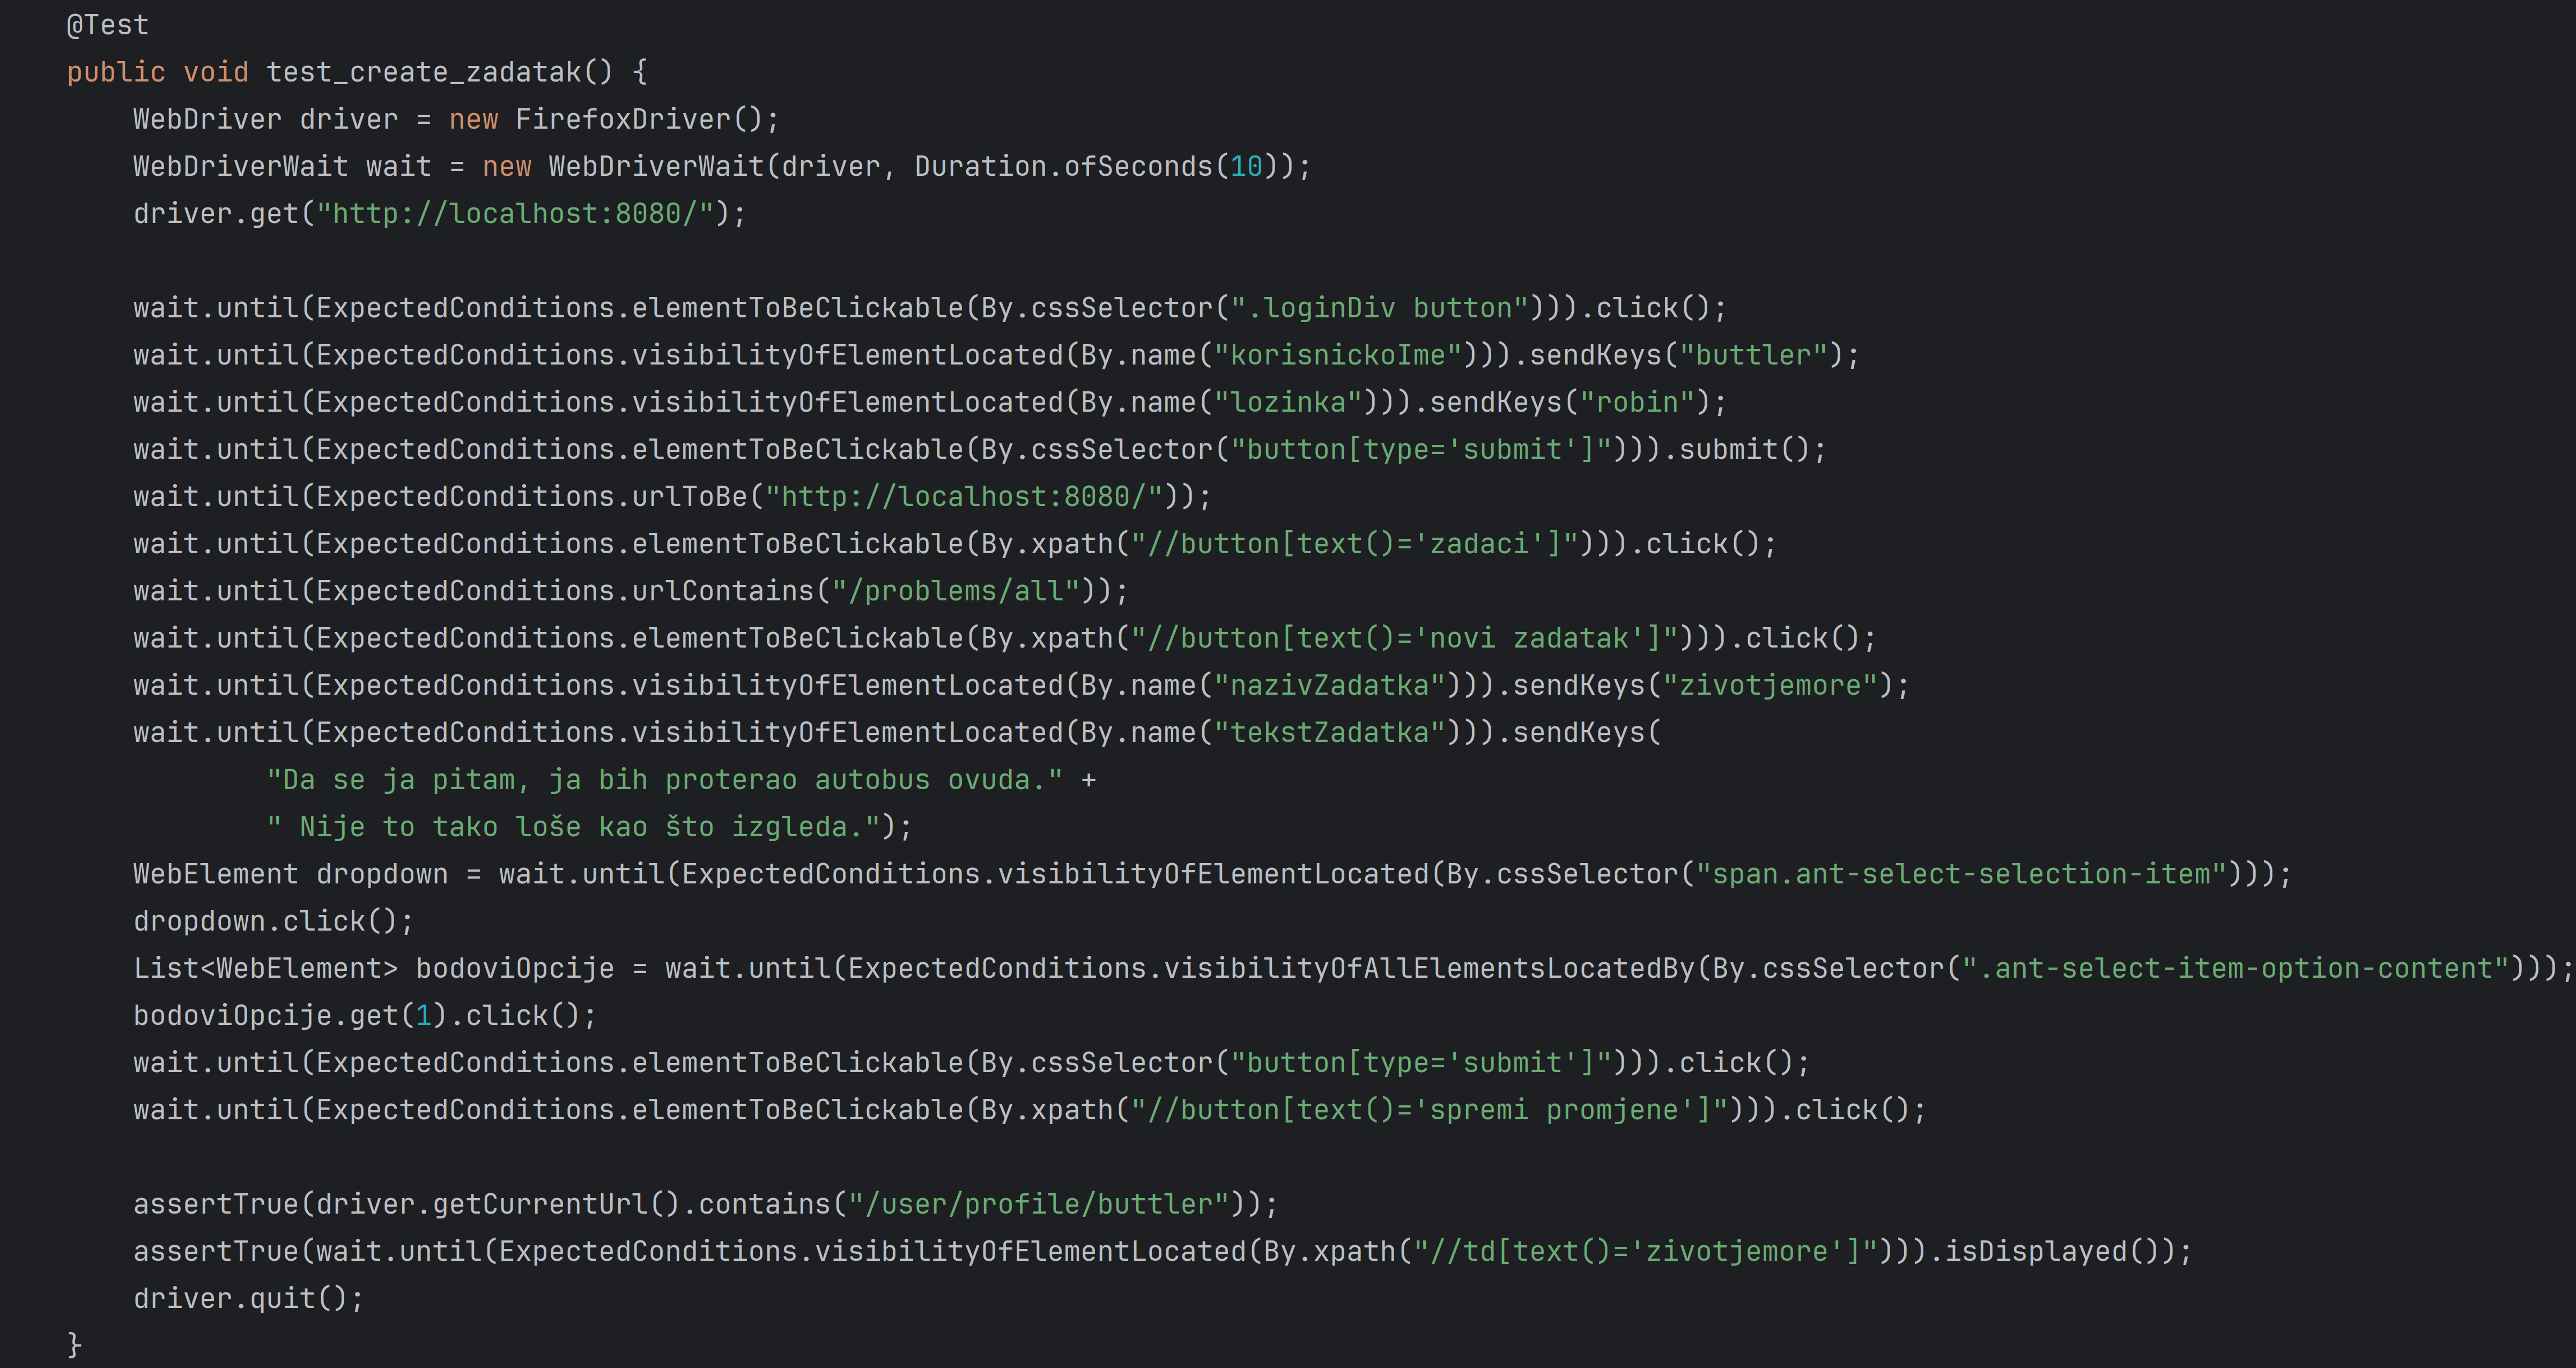 @Test
public void test_create_zadatak() {
WebDriver driver = new FirefoxDriver();
WebDriverWait wait = new WebDriverWait(driver, Duration.ofSeconds(10));
driver.get("http://localhost:8080/");
wait.until(ExpectedConditions.elementToBeClickable(By.cssSelector(".loginDiv button"))).click();
wait.until(ExpectedConditions.visibilityOfElementLocated(By.name("korisnickoIme"))).sendKeys("buttler");
wait.until(ExpectedConditions.visibilityOfElementLocated(By.name("lozinka"))).sendKeys("robin");
wait.until(ExpectedConditions.elementToBeClickable(By.cssSelector("button[type='submit']"))).submit();
wait.until(ExpectedConditions.urlToBe("http://localhost:8080/"));
wait.until(ExpectedConditions.elementToBeClickable(By.xpath("//button[text()='zadaci']"))).click();
wait.until(ExpectedConditions.urlContains("/problems/all"));
wait.until(ExpectedConditions.elementToBeClickable(By.xpath("//button[text()='novi zadatak']"))).click();
wait.until(ExpectedConditions.visibilityOfElementLocated(By.name("nazivZadatka"))).sendKeys("zivotjemore");
wait.until(ExpectedConditions.visibilityOfElementLocated(By.name("tekstZadatka"))).sendKeys(
"Da se ja pitam, ja bih proterao autobus ovuda." +
" Nije to tako loše kao što izgleda.");
WebElement dropdown = wait.until(ExpectedConditions.visibilityOfElementLocated(By.cssSelector("span.ant-select-selection-item")));
dropdown.click();
List<WebElement> bodoviOpcije = wait.until(ExpectedConditions.visibilityOfAllElementsLocatedBy(By.cssSelector(".ant-select-item-option-content")));
bodoviOpcije.get(1).click();
wait.until(ExpectedConditions.elementToBeClickable(By.cssSelector("button[type='submit']"))).click();
wait.until(ExpectedConditions.elementToBeClickable(By.xpath("//button[text()='spremi promjene']"))).click();
assertTrue(driver.getCurrentUrl().contains("/user/profile/buttler"));
assertTrue(wait.until(ExpectedConditions.visibilityOfElementLocated(By.xpath("//td[text()='zivotjemore']"))).isDisplayed());
driver.quit();
}